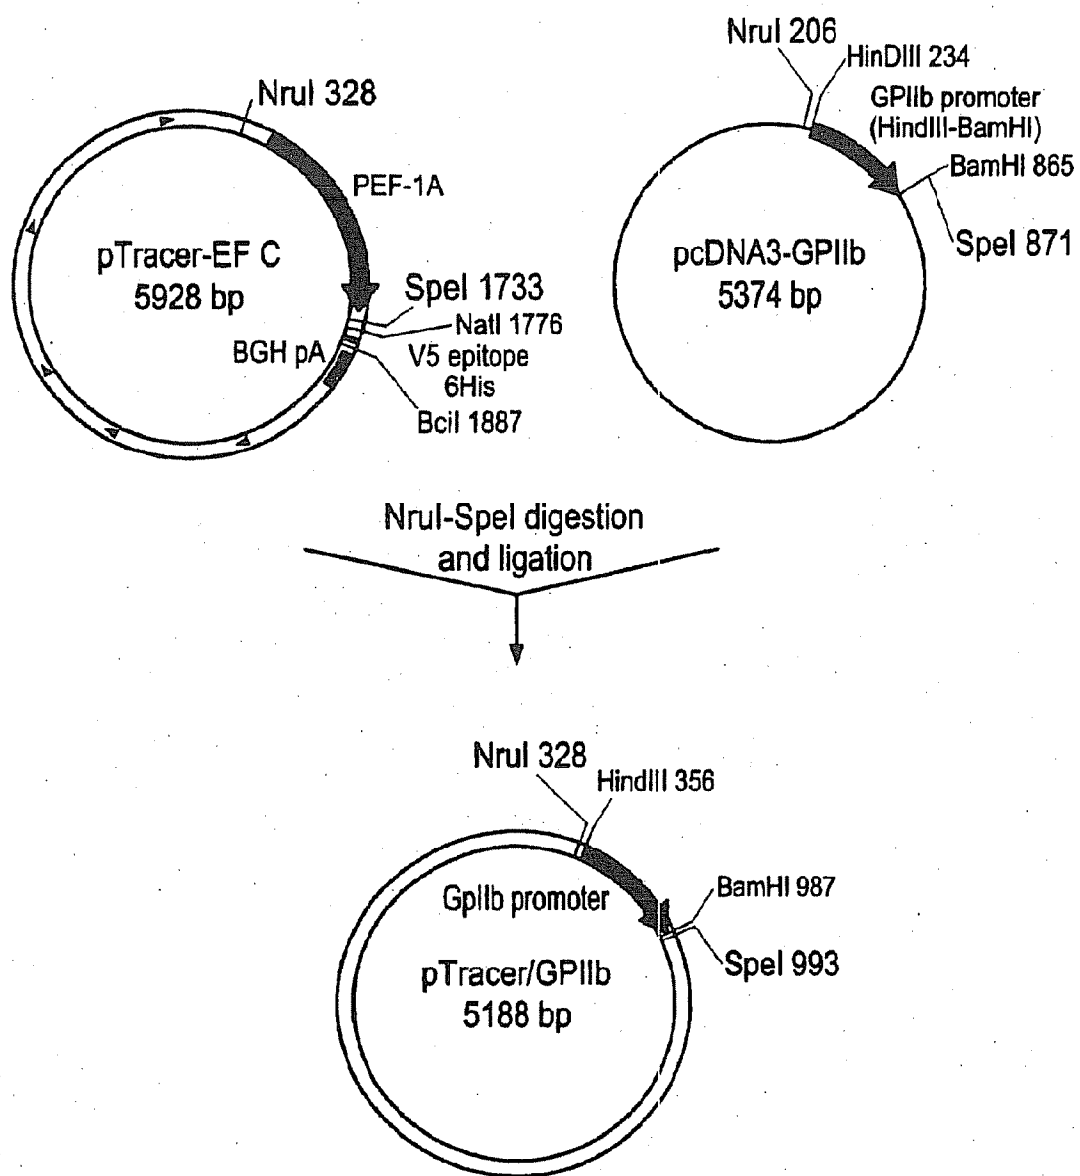 NruI 328
PEF-1A
pTracer-EF C
5928 bp
SpeI 1733
NatI 1776
BGH pA
V5 epitope
6His
BciI 1887
NruI 206
HinDIII 234
GPIIb promoter
(HindIII-BamHI)
BamHI 865
SpeI 871
pcDNA3-GPIIb
5374 bp
NruI-SpeI digestion
and ligation
NruI 328
HindIII 356
GpIIb promoter
BamHI 987
SpeI 993
pTracer/GPIIb
5188 bp